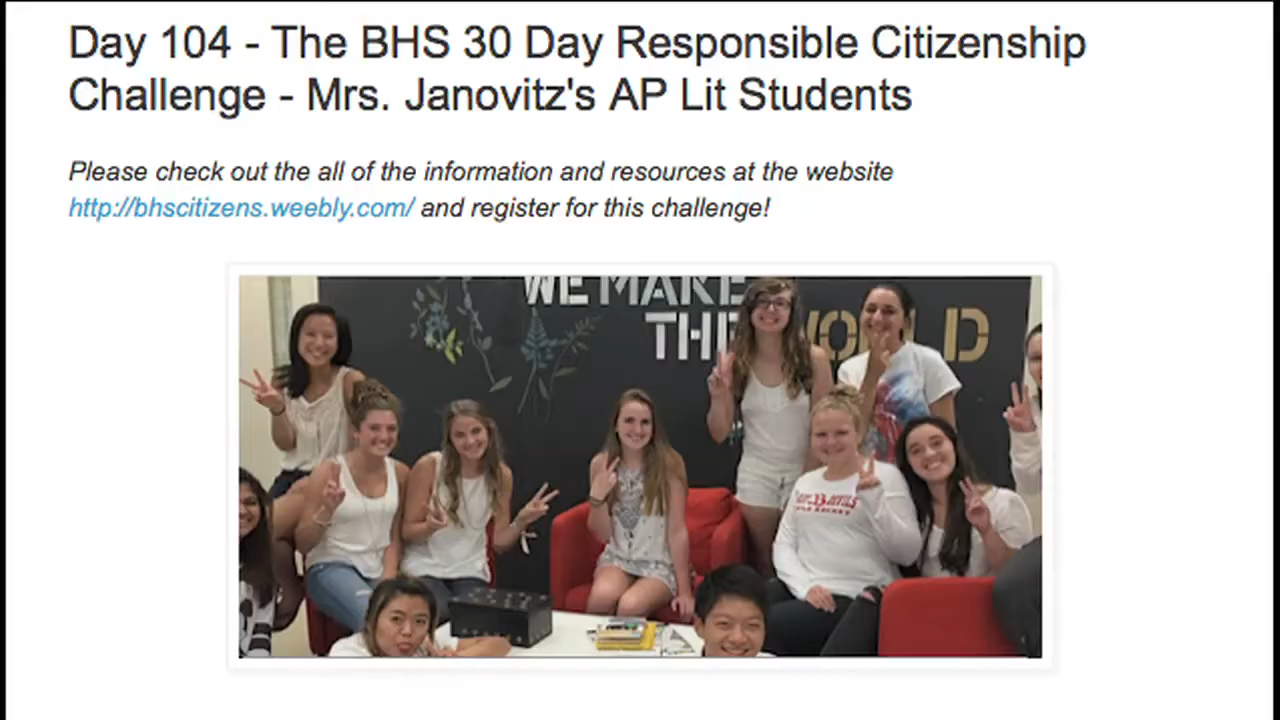 Day 104 - The BHS 30 Day Responsible Citizenship
Challenge - Mrs. Janovitz's AP Lit Students
Please check out the all of the information and resources at the website
http://bhscitizens.weebly.com/ and register for this challenge!
WE MAKE
THE WORLD